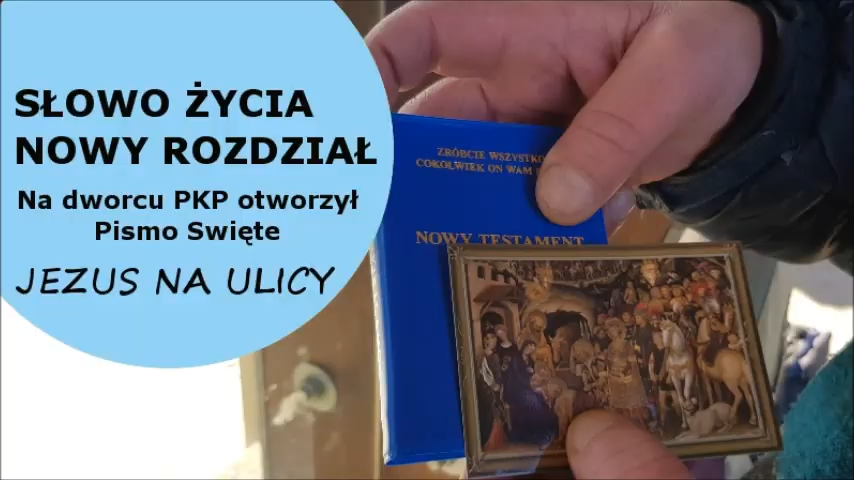 SŁOWO ŻYCIA
NOWY ROZDZIAŁ
Na dworcu PKP otworzył
Pismo Swięte
JEZUS NA ULICY
ZRÓBCIE WSZYSTKO
COKOLWIEK ON WAM
NOWY TESTAMENT